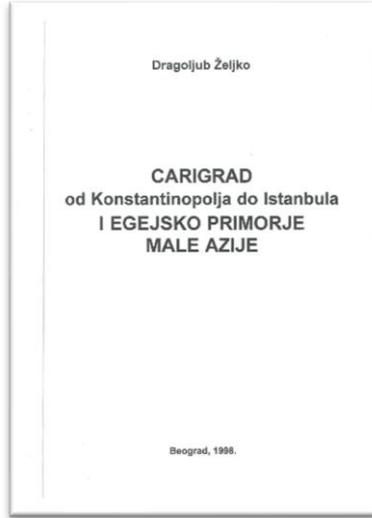 Dragoljub Željko
CARIGRAD
od Konstantinopolja do Istanbula
I EGEJSKO PRIMORJE
MALE AZIJE
Beograd, 1998.